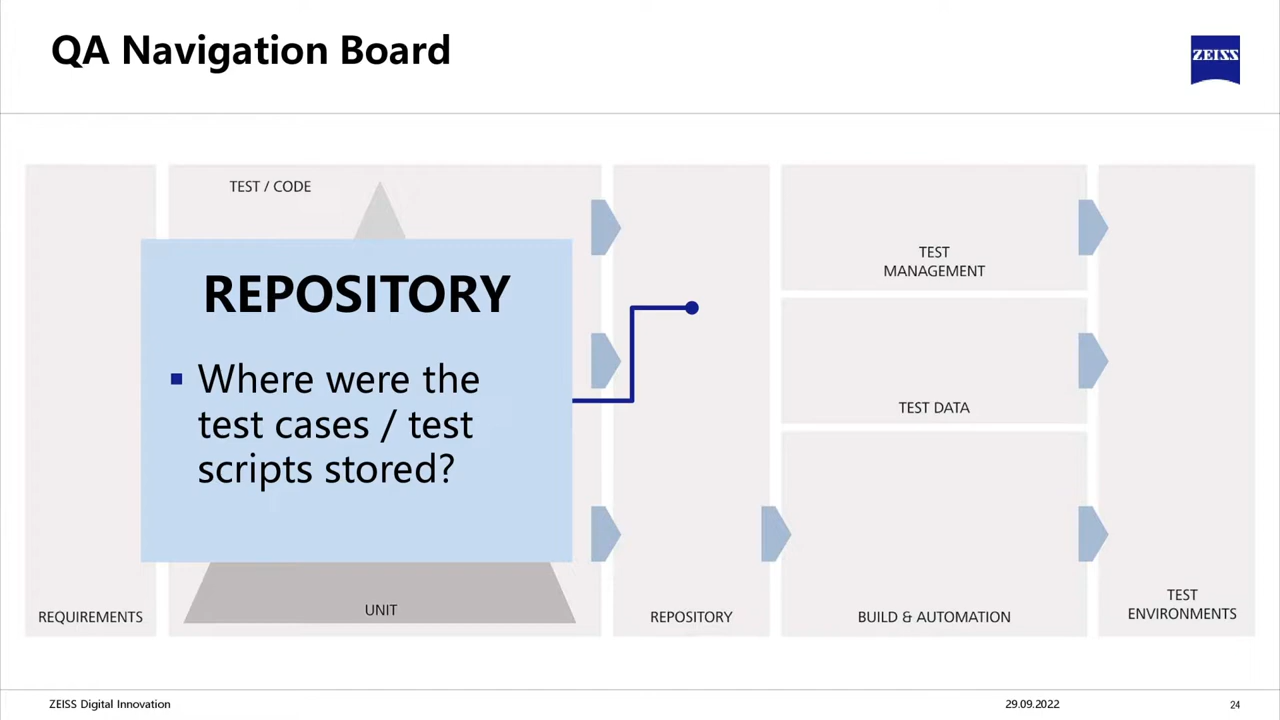 QA Navigation Board
ZEISS
TEST / CODE
REPOSITORY
▪ Where were the
test cases / test
scripts stored?
TEST
MANAGEMENT
TEST DATA
REQUIREMENTS
UNIT
REPOSITORY
BUILD & AUTOMATION
TEST
ENVIRONMENTS
ZEISS Digital Innovation
29.09.2022
24